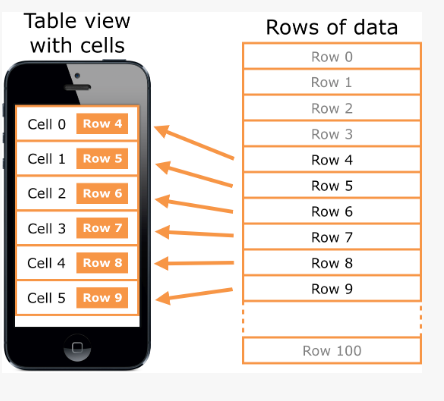 Table view
with cells
Cell 0 Row 4
Cell 1 Row 5
Cell 2 Row 6
Cell 3 Row 7
Cell 4 Row 8
Cell 5 Row 9
Rows of data
Row 0
Row 1
Row 2
Row 3
Row 4
Row 5
Row 6
Row 7
Row 8
Row 9
Row 100